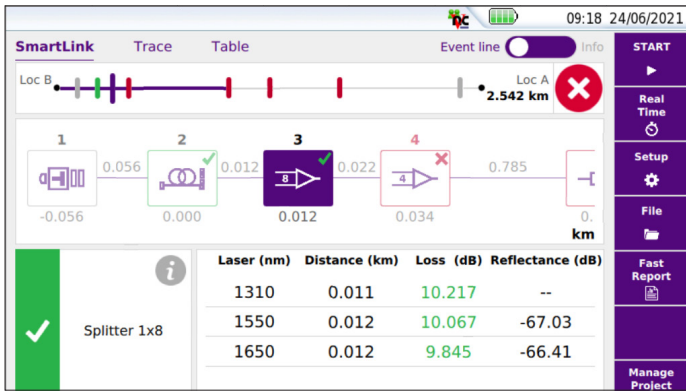 09:18 24/06/2021
SmartLink Trace Table Event line Info
Loc B Loc A
2.542 km
1 2 3 4
0.056 0.012 8 0.022 4 0.785
-0.056 0.000 0.012 0.034 0.
km
Laser (nm) Distance (km) Loss (dB) Reflectance (dB)
1310 0.011 10.217 --
Splitter 1x8
1550 0.012 10.067 -67.03
1650 0.012 9.845 -66.41
START
Real
Time
Setup
File
Fast
Report
Manage
Project